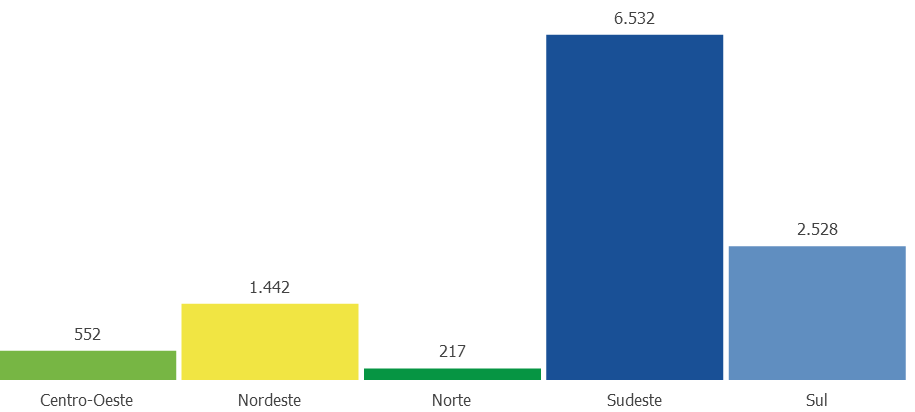 6.532
2.528
1.442
552
217
Centro-Oeste
Nordeste
Norte
Sudeste
Sul